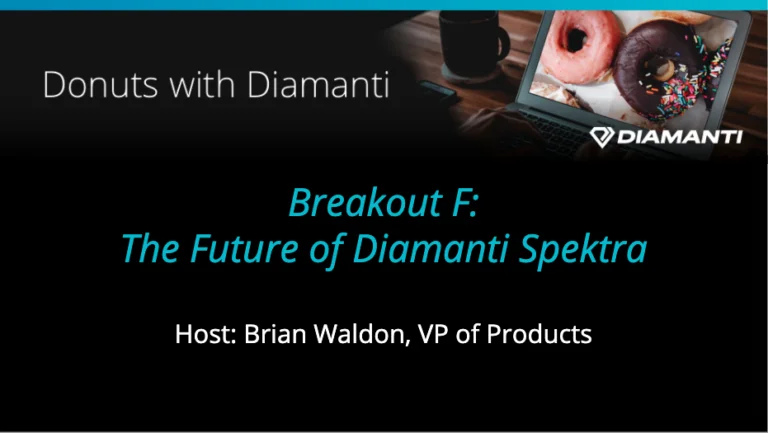 Donuts with Diamanti
DIAMANTI
Breakout F:
The Future of Diamanti Spektra
Host: Brian Waldon, VP of Products